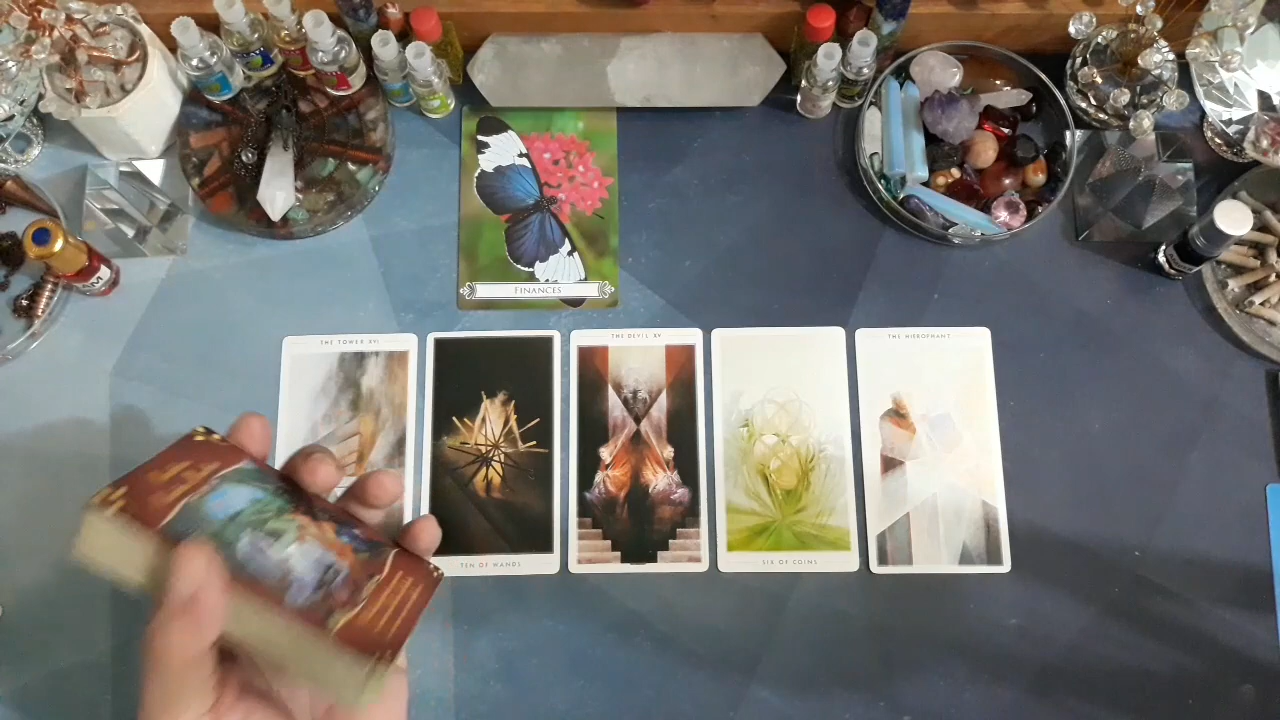 FINANCES
THE TOWER XVI
THE DEVIL XV
THE HIEROPHANT
TEN OF WANDS
SIX OF COINS